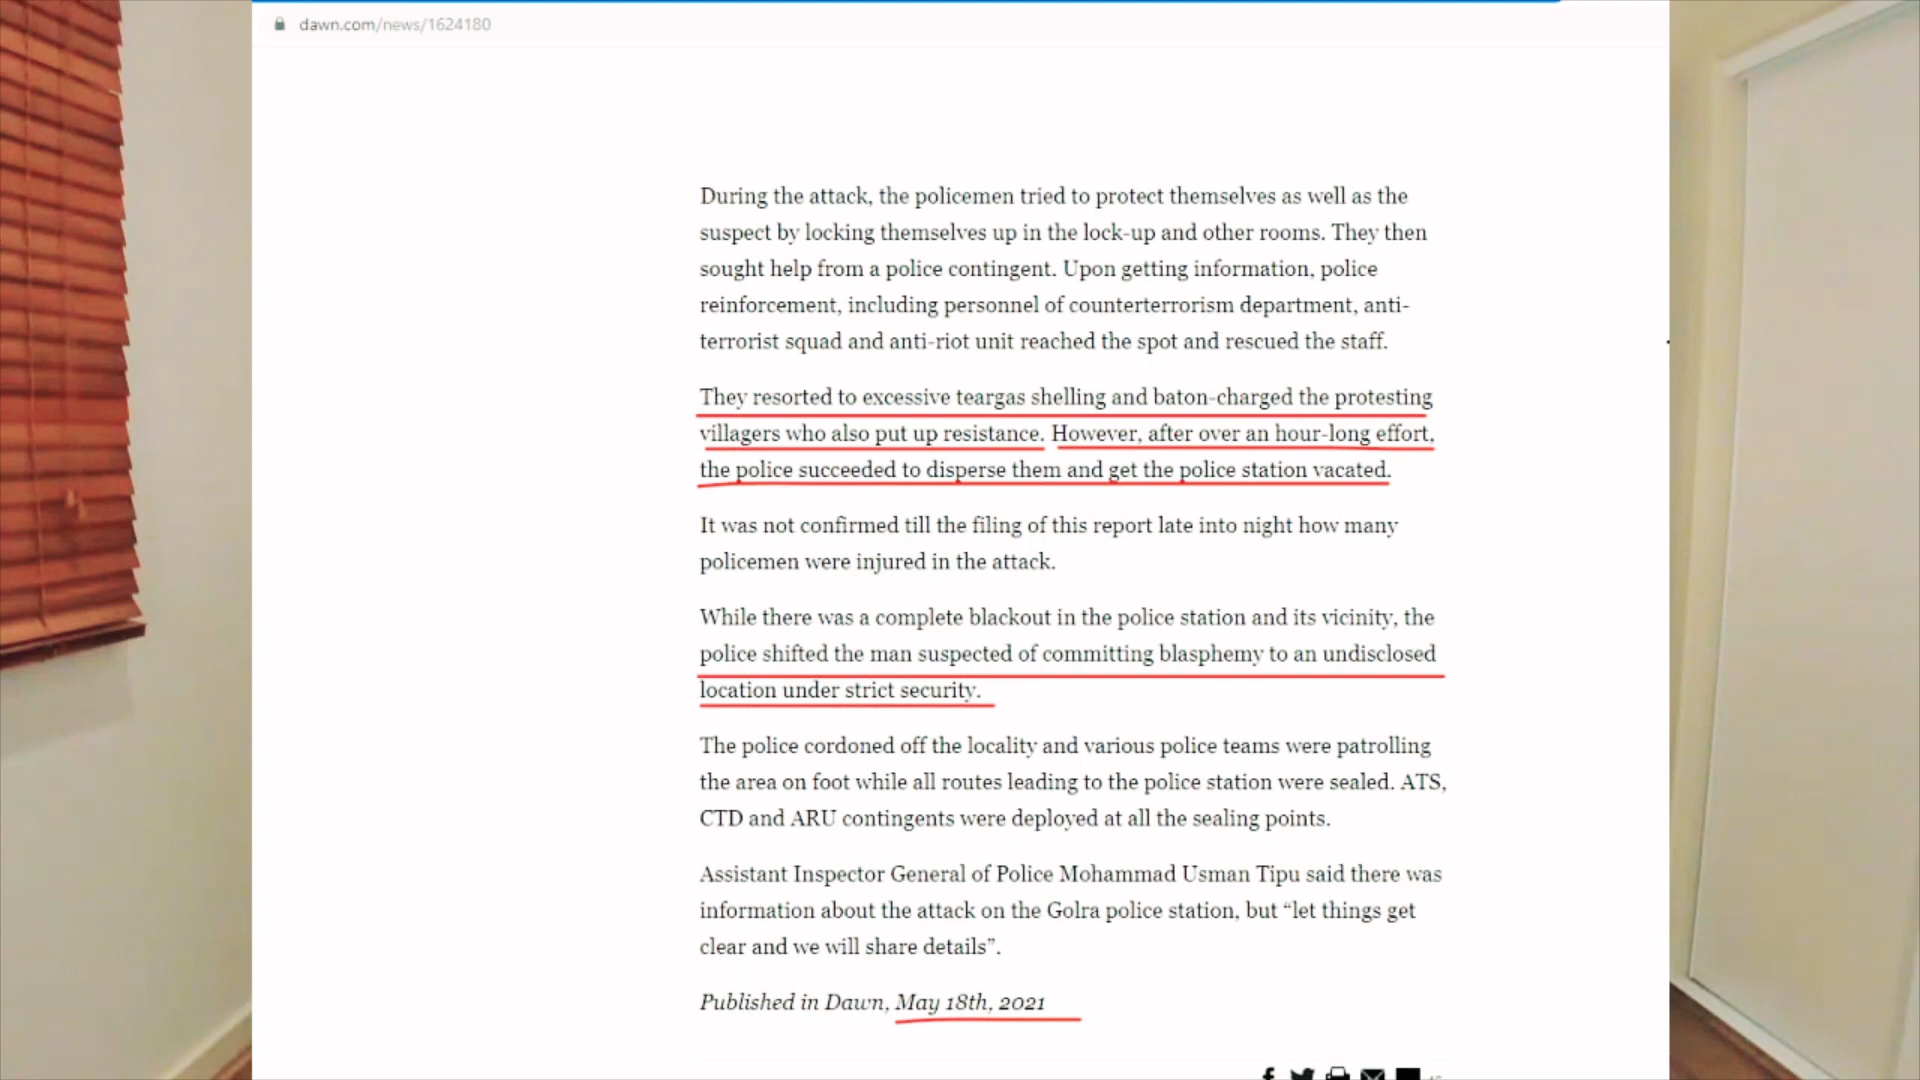 dawn.com/news/1624180
During the attack, the policemen tried to protect themselves as well as the
suspect by locking themselves up in the lock-up and other rooms. They then
sought help from a police contingent. Upon getting information, police
reinforcement, including personnel of counterterrorism department, anti-
terrorist squad and anti-riot unit reached the spot and rescued the staff.
They resorted to excessive teargas shelling and baton-charged the protesting
villagers who also put up resistance. However, after over an hour-long effort,
the police succeeded to disperse them and get the police station vacated.
It was not confirmed till the filing of this report late into night how many
policemen were injured in the attack.
While there was a complete blackout in the police station and its vicinity, the
police shifted the man suspected of committing blasphemy to an undisclosed
location under strict security.
The police cordoned off the locality and various police teams were patrolling
the area on foot while all routes leading to the police station were sealed. ATS,
CTD and ARU contingents were deployed at all the sealing points.
Assistant Inspector General of Police Mohammad Usman Tipu said there was
information about the attack on the Golra police station, but “let things get
clear and we will share details”.
Published in Dawn, May 18th, 2021